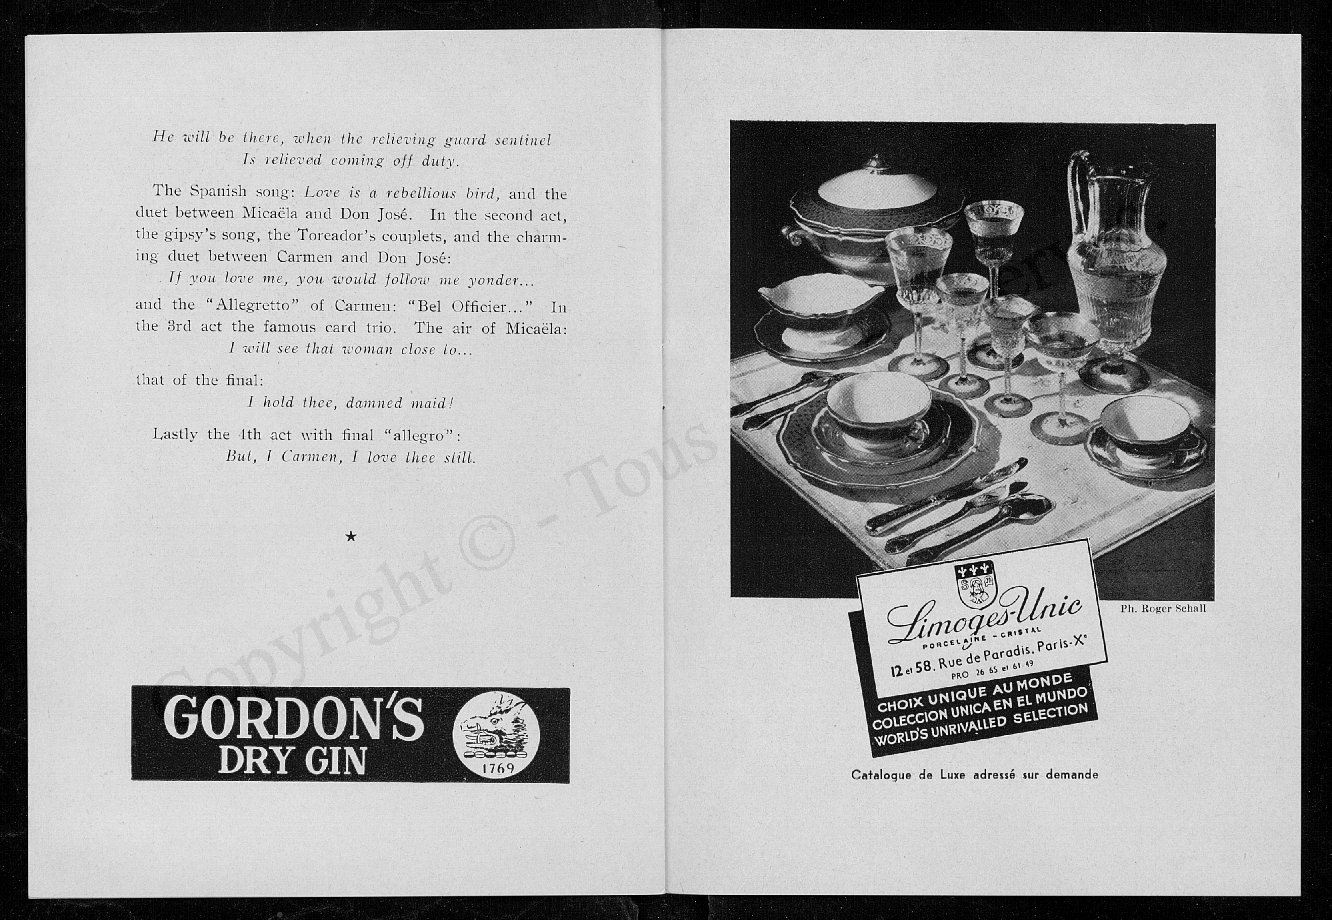 He will be there, when the relieving guard sentinel
Is relieved coming off duty.
The Spanish song: Love is a rebellious bird, and the
duet between Micaëla and Don José. In the second act,
the gipsy's song, the Toreador's couplets, and the charm-
ing duet between Carmen and Don José:
If you love me, you would follow me yonder...
and the "Allegretto" of Carmen: "Bel Officier..." In
the 3rd act the famous card trio. The air of Micaëla:
I will see that woman close to...
that of the final:
I hold thee, damned maid!
Lastly the 4th act with final "allegro":
But, I Carmen, I love thee still.
GORDON'S
DRY GIN
1769
Ph. Roger Schall
Limoges-Unic
PORCELAINE - CRISTAL
12 et 58, Rue de Paradis, Paris-Xe
PRO 26 65 et 61-49
CHOIX UNIQUE AU MONDE
COLECCION UNICA EN EL MUNDO
WORLD'S UNRIVALLED SELECTION
Catalogue de Luxe adressé sur demande
Copyright © - Tous